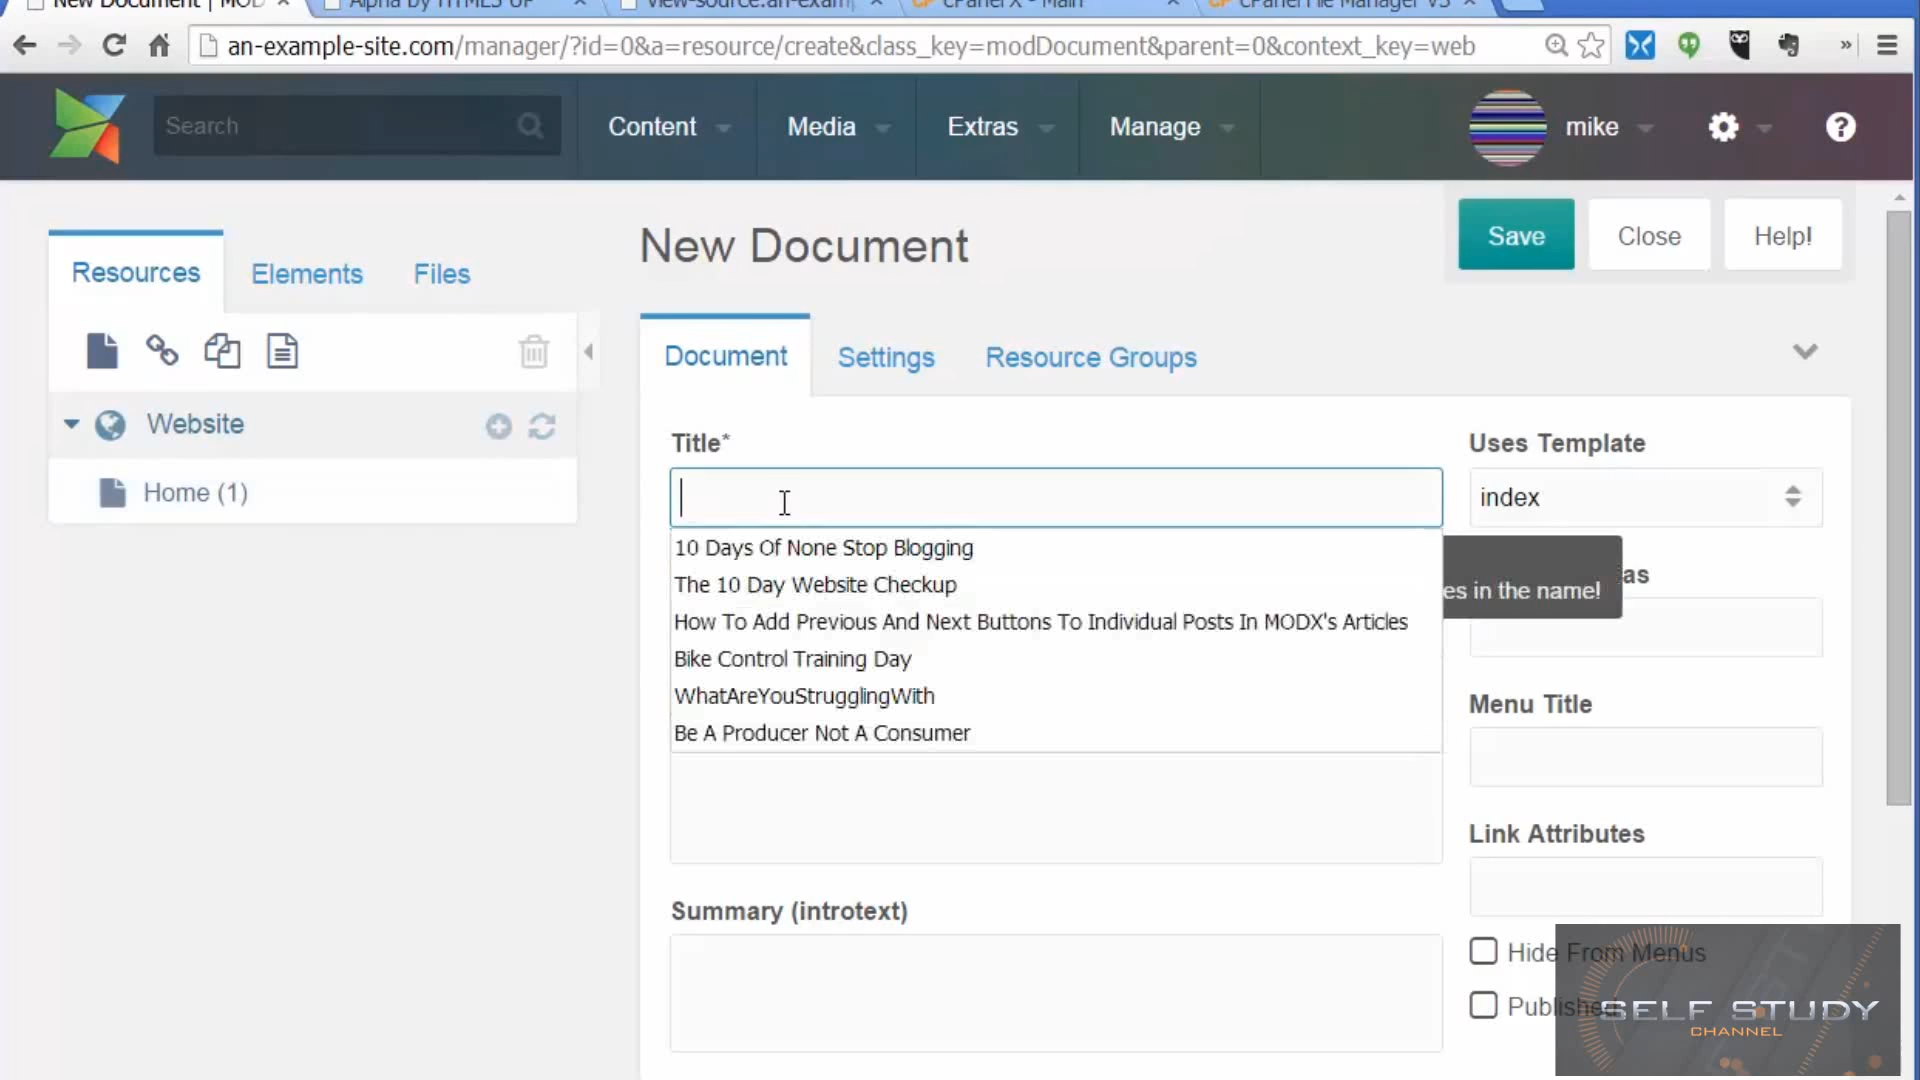 New Document | MOD
Alpha by HTML5 UP
view-source:an-exam
cPanel X - Main
cPanel File Manager v3
an-example-site.com/manager/?id=0&a=resource/create&class_key=modDocument&parent=0&context_key=web
Search
Content
Media
Extras
Manage
mike
New Document
Save
Close
Help!
Resources
Elements
Files
Document
Settings
Resource Groups
Website
Home (1)
Title*
Uses Template
index
10 Days Of None Stop Blogging
The 10 Day Website Checkup
How To Add Previous And Next Buttons To Individual Posts In MODX's Articles
Bike Control Training Day
WhatAreYouStrugglingWith
Be A Producer Not A Consumer
as
es in the name!
Menu Title
Link Attributes
Summary (introtext)
Hide From Menus
Published
SELF STUDY
CHANNEL